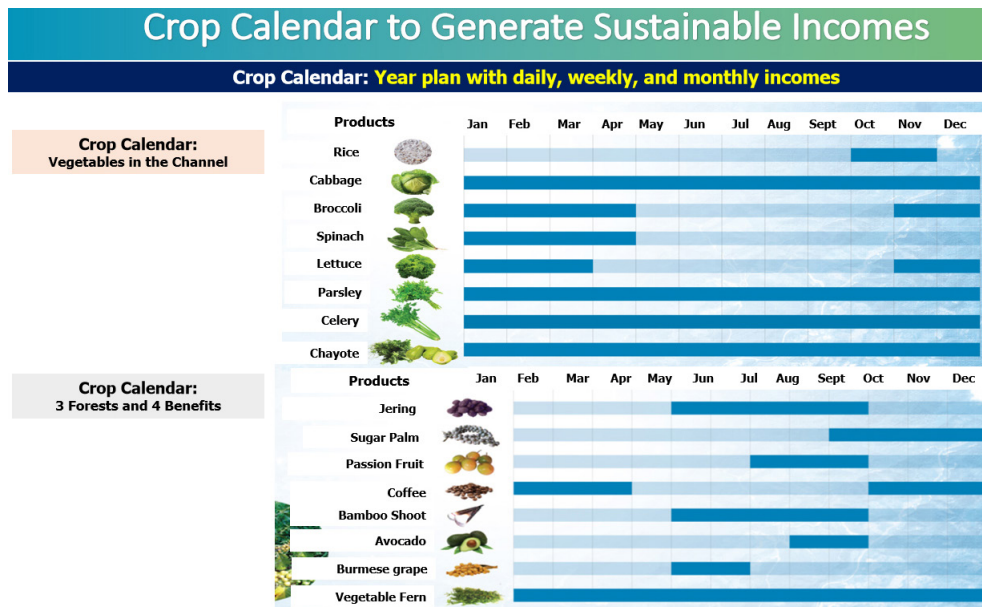 Crop Calendar to Generate Sustainable Incomes
Crop Calendar: Year plan with daily, weekly, and monthly incomes
Crop Calendar:
Vegetables in the Channel
Products Jan Feb Mar Apr May Jun Jul Aug Sept Oct Nov Dec
Rice
Cabbage
Broccoli
Spinach
Lettuce
Parsley
Celery
Chayote
Crop Calendar:
3 Forests and 4 Benefits
Products Jan Feb Mar Apr May Jun Jul Aug Sept Oct Nov Dec
Jering
Sugar Palm
Passion Fruit
Coffee
Bamboo Shoot
Avocado
Burmese grape
Vegetable Fern